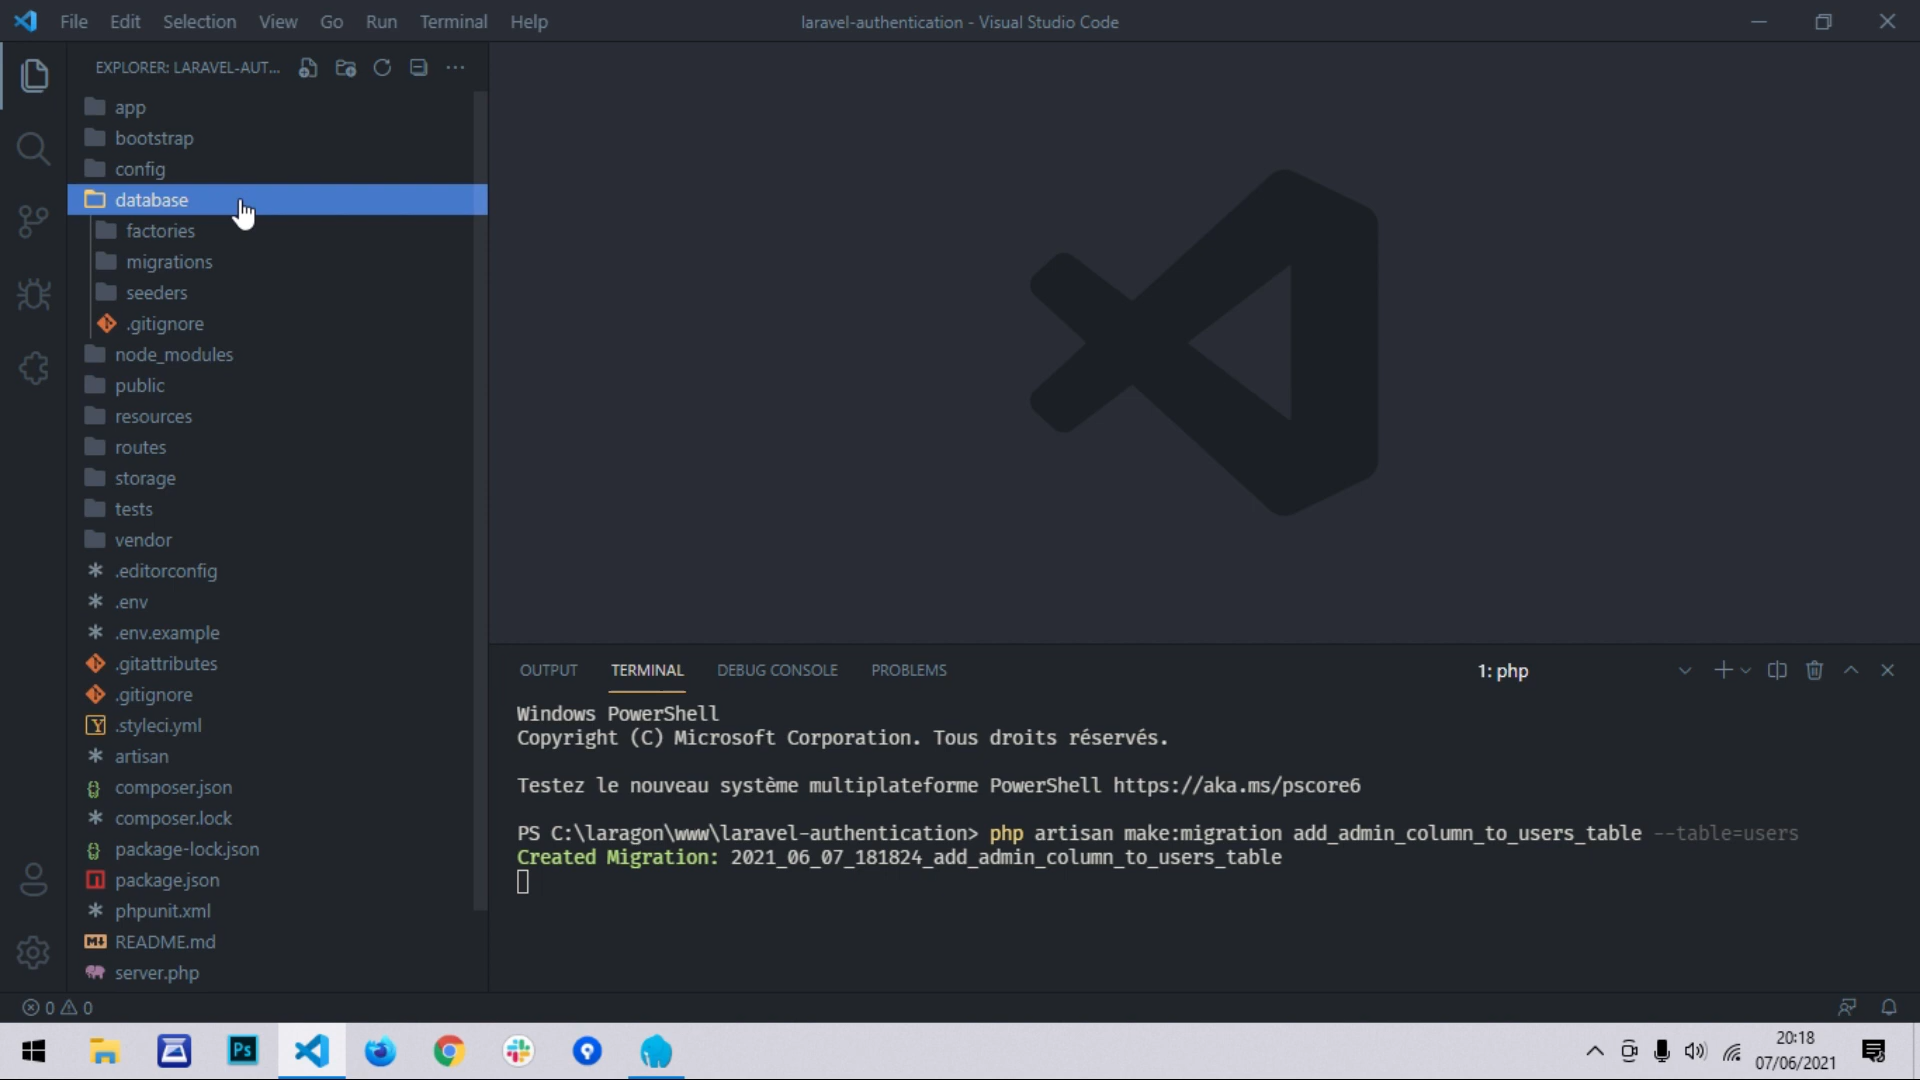 File Edit Selection View Go Run Terminal Help
laravel-authentication - Visual Studio Code
EXPLORER: LARAVEL-AUT...
app
bootstrap
config
database
factories
migrations
seeders
.gitignore
node_modules
public
resources
routes
storage
tests
vendor
.editorconfig
.env
.env.example
.gitattributes
.gitignore
.styleci.yml
artisan
composer.json
composer.lock
package-lock.json
package.json
phpunit.xml
README.md
server.php
OUTPUT TERMINAL DEBUG CONSOLE PROBLEMS
1: php
Windows PowerShell
Copyright (C) Microsoft Corporation. Tous droits réservés.
Testez le nouveau système multiplateforme PowerShell https://aka.ms/pscore6
PS C:\laragon\www\laravel-authentication> php artisan make:migration add_admin_column_to_users_table --table=users
Created Migration: 2021_06_07_181824_add_admin_column_to_users_table
0 0
Ps
20:18
07/06/2021